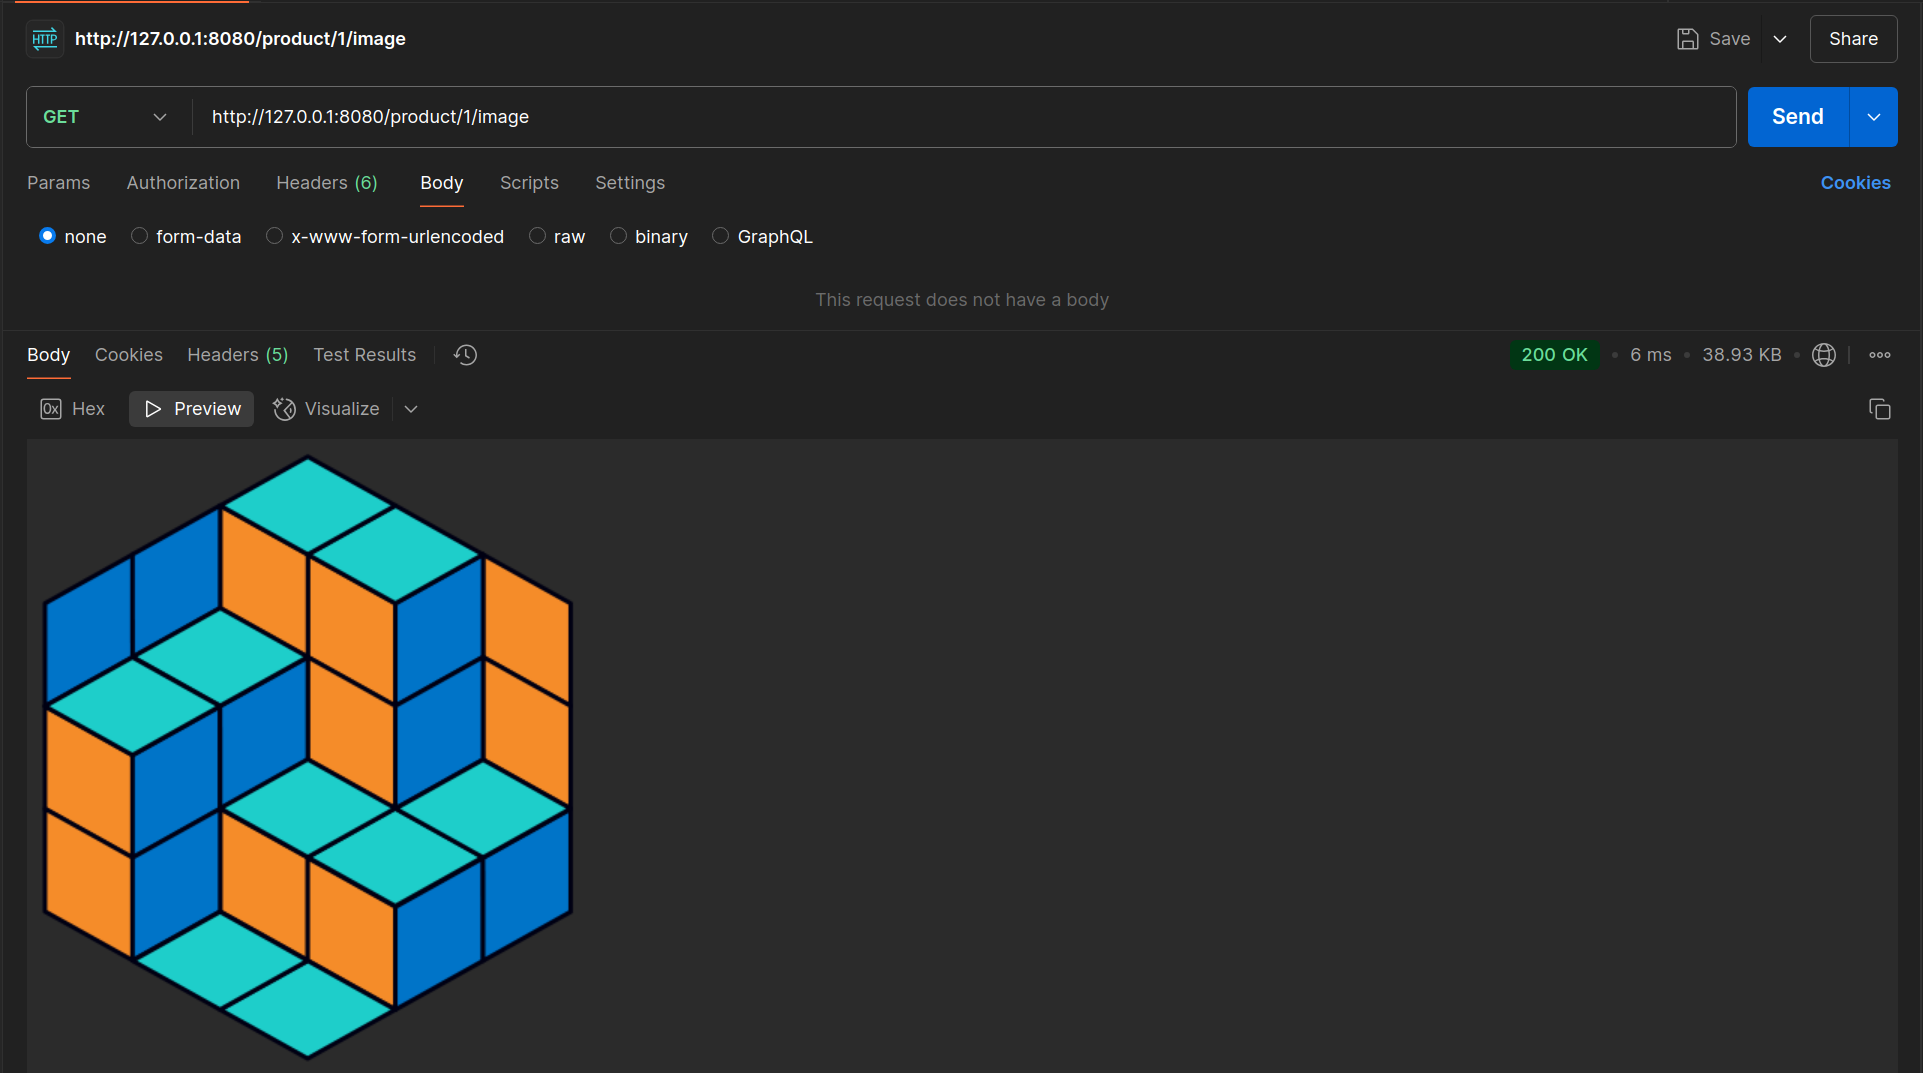 HTTP http://127.0.0.1:8080/product/1/image Save Share
GET http://127.0.0.1:8080/product/1/image Send
Params Authorization Headers (6) Body Scripts Settings Cookies
none form-data x-www-form-urlencoded raw binary GraphQL
This request does not have a body
Body Cookies Headers (5) Test Results 200 OK • 6 ms • 38.93 KB •
0x Hex Preview Visualize